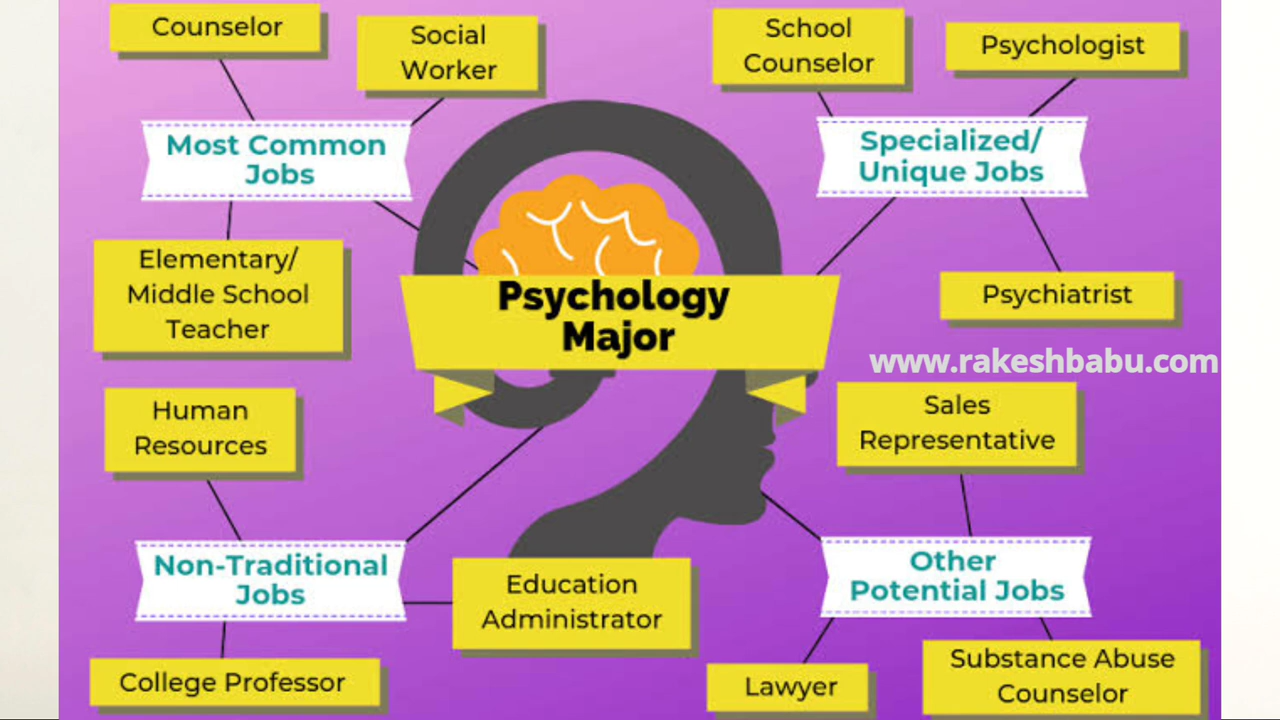 Counselor
Social
Worker
School
Counselor
Psychologist
Most Common
Jobs
Specialized/
Unique Jobs
Elementary/
Middle School
Teacher
Psychology
Major
Psychiatrist
www.rakeshbabu.com
Human
Resources
Sales
Representative
Non-Traditional
Jobs
Education
Administrator
Other
Potential Jobs
College Professor
Lawyer
Substance Abuse
Counselor